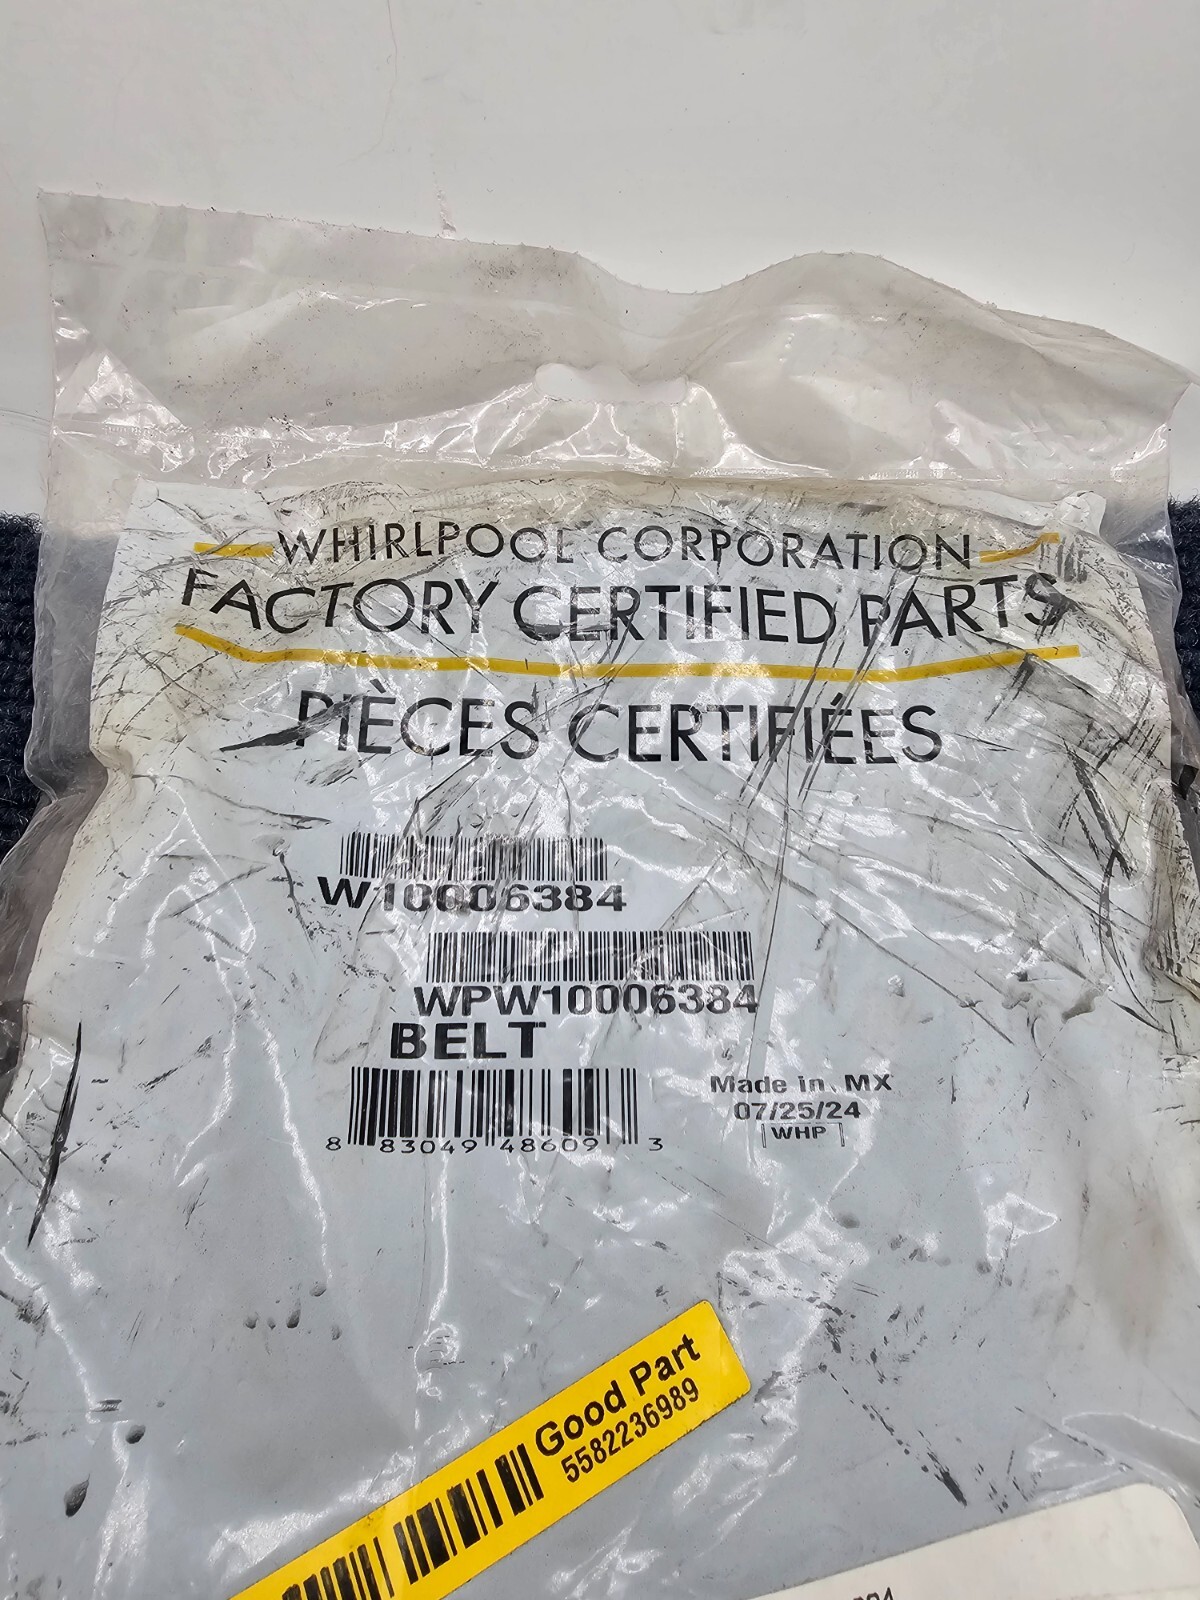 WHIRLPOOL CORPORATION
FACTORY CERTIFIED PARTS
PIÈCES CERTIFIÉES
W10006384
WPW10006384
BELT
8 83049 48609 3
Made in MX
07/25/24
WHP
Good Part
5582236989